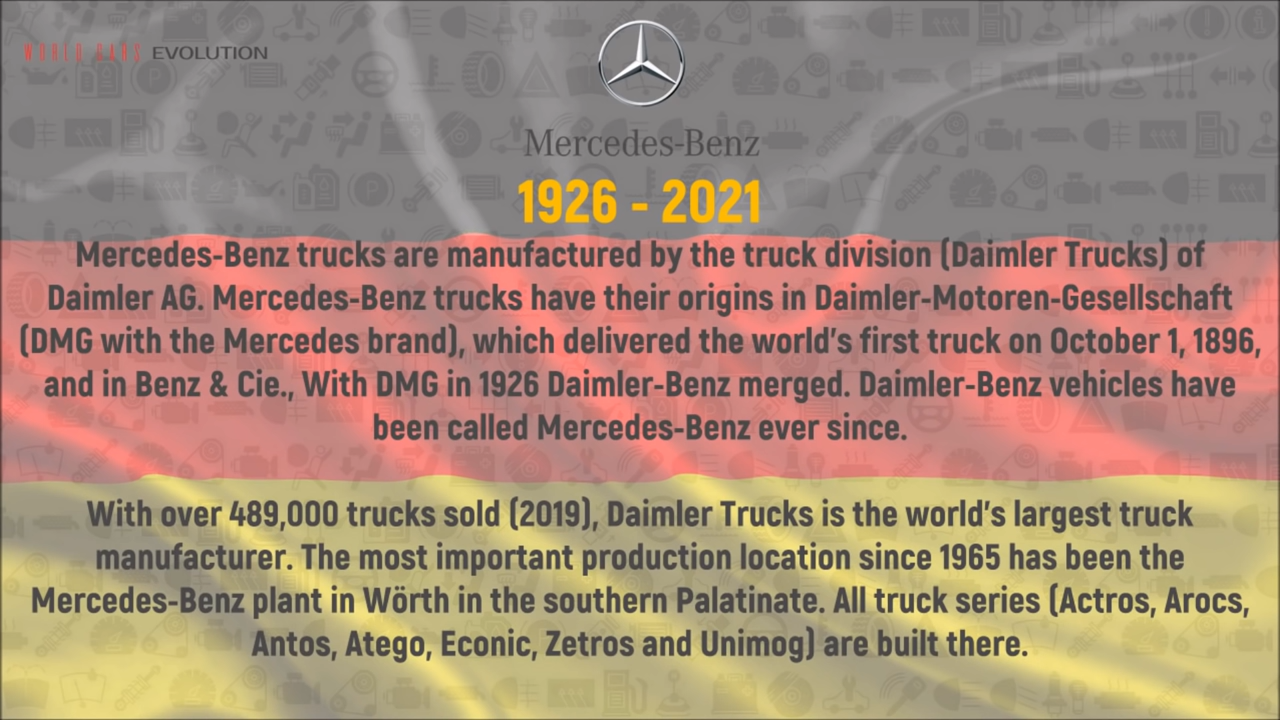 WORLD CARS EVOLUTION
Mercedes-Benz
1926 - 2021
Mercedes-Benz trucks are manufactured by the truck division (Daimler Trucks) of
Daimler AG. Mercedes-Benz trucks have their origins in Daimler-Motoren-Gesellschaft
(DMG with the Mercedes brand), which delivered the world's first truck on October 1, 1896,
and in Benz & Cie., With DMG in 1926 Daimler-Benz merged. Daimler-Benz vehicles have
been called Mercedes-Benz ever since.
With over 489,000 trucks sold (2019), Daimler Trucks is the world's largest truck
manufacturer. The most important production location since 1965 has been the
Mercedes-Benz plant in Wörth in the southern Palatinate. All truck series (Actros, Arocs,
Antos, Atego, Econic, Zetros and Unimog) are built there.